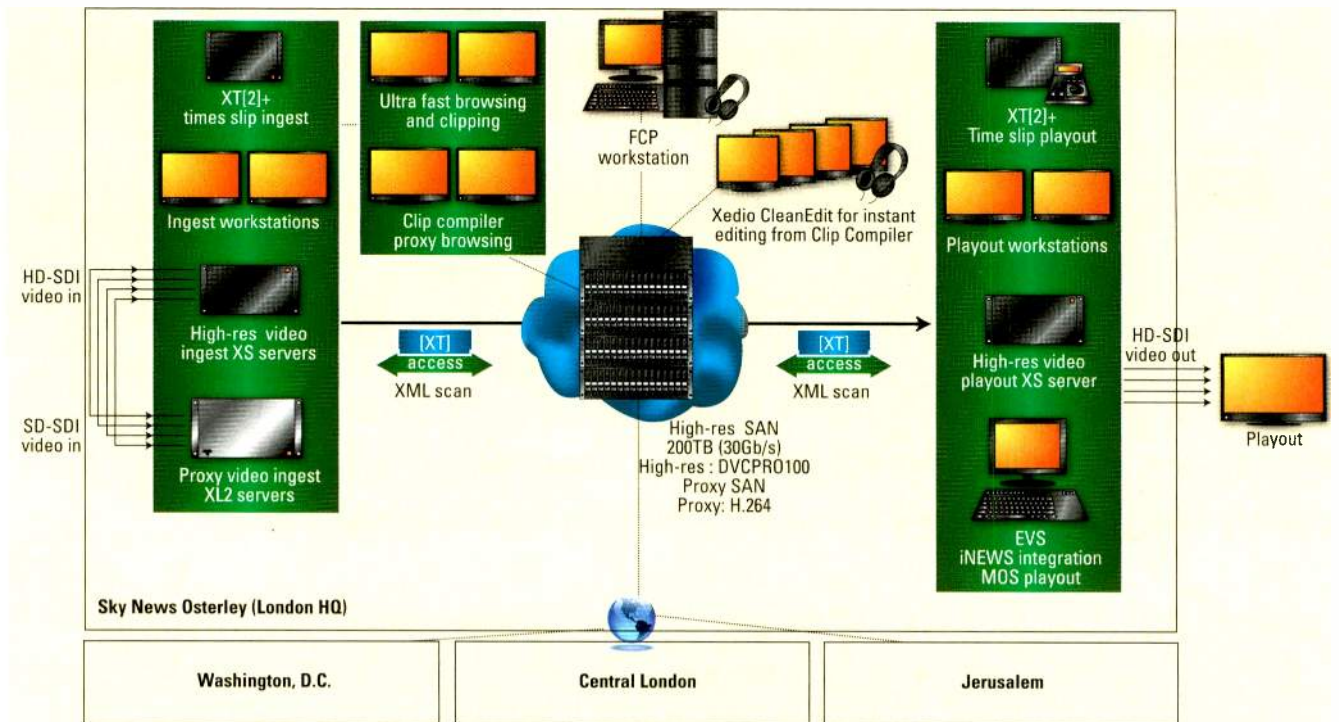 XT[2]+
times slip ingest
Ingest workstations
HD-SDI
video in
High-res video
ingest XS servers
SD-SDI
video in
Proxy video ingest
XL2 servers
Ultra fast browsing
and clipping
Clip compiler
proxy browsing
FCP
workstation
Xedio CleanEdit for instant
editing from Clip Compiler
[XT]
access
XML scan
High-res SAN
200TB (30Gb/s)
High-res : DVCPRO100
Proxy SAN
Proxy: H.264
[XT]
access
XML scan
XT[2]+
Time slip playout
Playout workstations
High-res video
playout XS server
EVS
iNEWS integration
MOS playout
HD-SDI
video out
Playout
Sky News Osterley (London HQ)
Washington, D.C.
Central London
Jerusalem